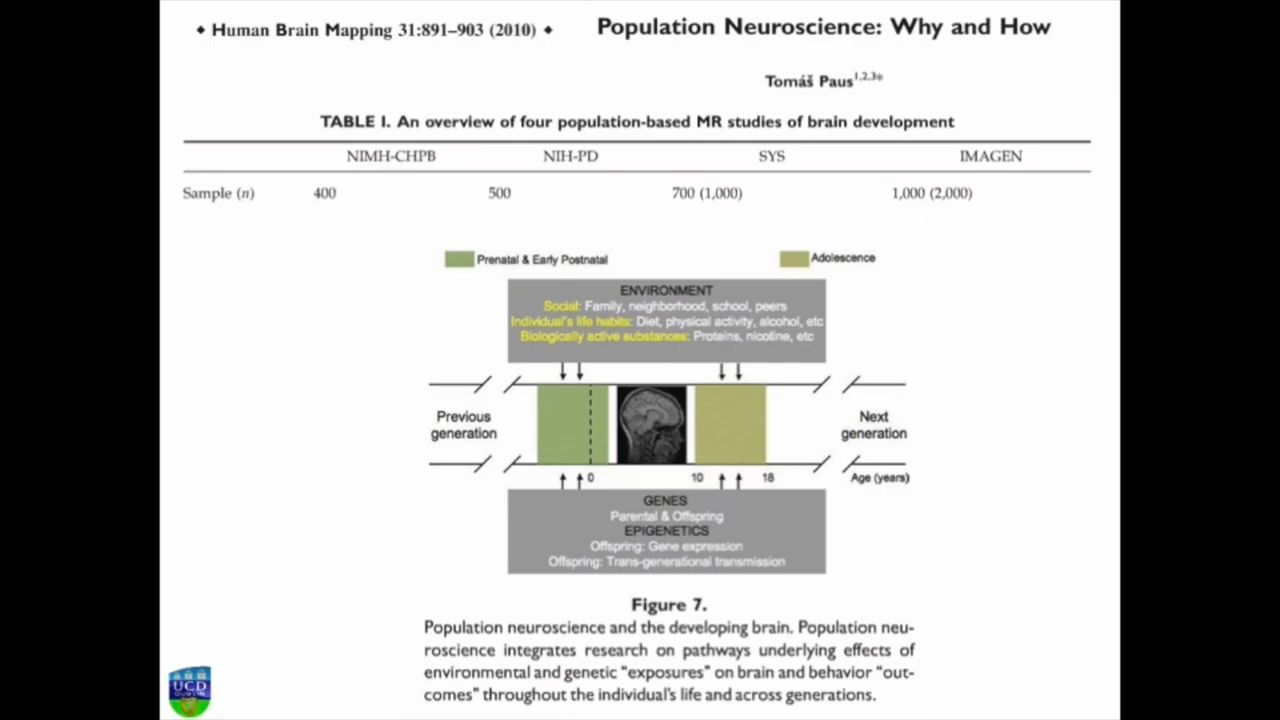 ◆ Human Brain Mapping 31:891–903 (2010) ◆
Population Neuroscience: Why and How
Tomáš Paus1,2,3*
TABLE I. An overview of four population-based MR studies of brain development
NIMH-CHPB NIH-PD SYS IMAGEN
Sample (n) 400 500 700 (1,000) 1,000 (2,000)
Prenatal & Early Postnatal Adolescence
ENVIRONMENT
Social: Family, neighborhood, school, peers
Individual's life habits: Diet, physical activity, alcohol, etc
Biologically active substances: Proteins, nicotine, etc
Previous
generation
Next
generation
0 10 18 Age (years)
GENES
Parental & Offspring
EPIGENETICS
Offspring: Gene expression
Offspring: Trans-generational transmission
Figure 7.
Population neuroscience and the developing brain. Population neu-
roscience integrates research on pathways underlying effects of
environmental and genetic “exposures” on brain and behavior “out-
comes” throughout the individual's life and across generations.
UCD
DUBLIN